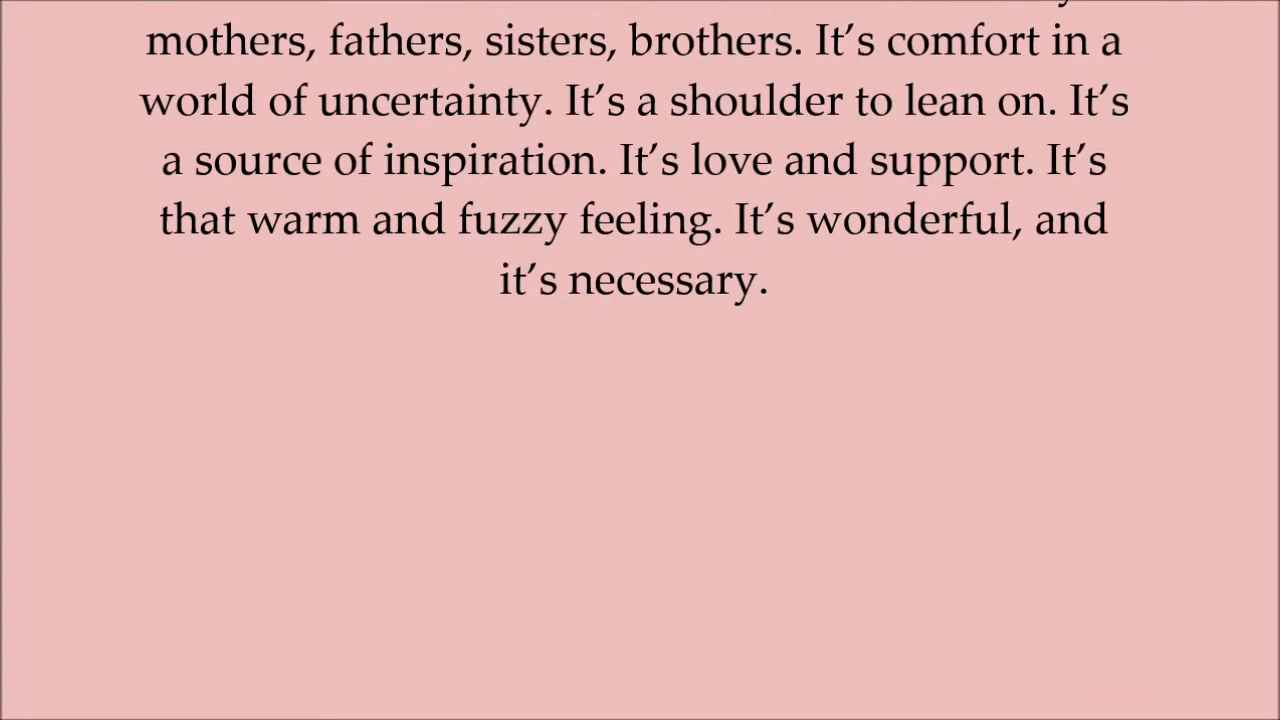 mothers, fathers, sisters, brothers. It’s comfort in a
world of uncertainty. It’s a shoulder to lean on. It’s
a source of inspiration. It’s love and support. It’s
that warm and fuzzy feeling. It’s wonderful, and
it’s necessary.